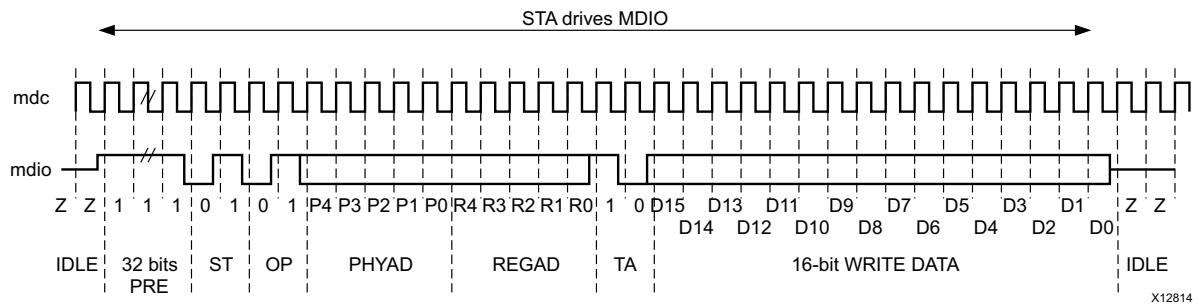 STA drives MDIO
mdc
mdio
Z Z 1 1 1 0 1 0 1 P4 P3 P2 P1 P0 R4 R3 R2 R1 R0 1 0 D15 D13 D11 D9 D7 D5 D3 D1 Z Z
D14 D12 D10 D8 D6 D4 D2 D0
IDLE 32 bits ST OP PHYAD REGAD TA 16-bit WRITE DATA IDLE
PRE
X12814